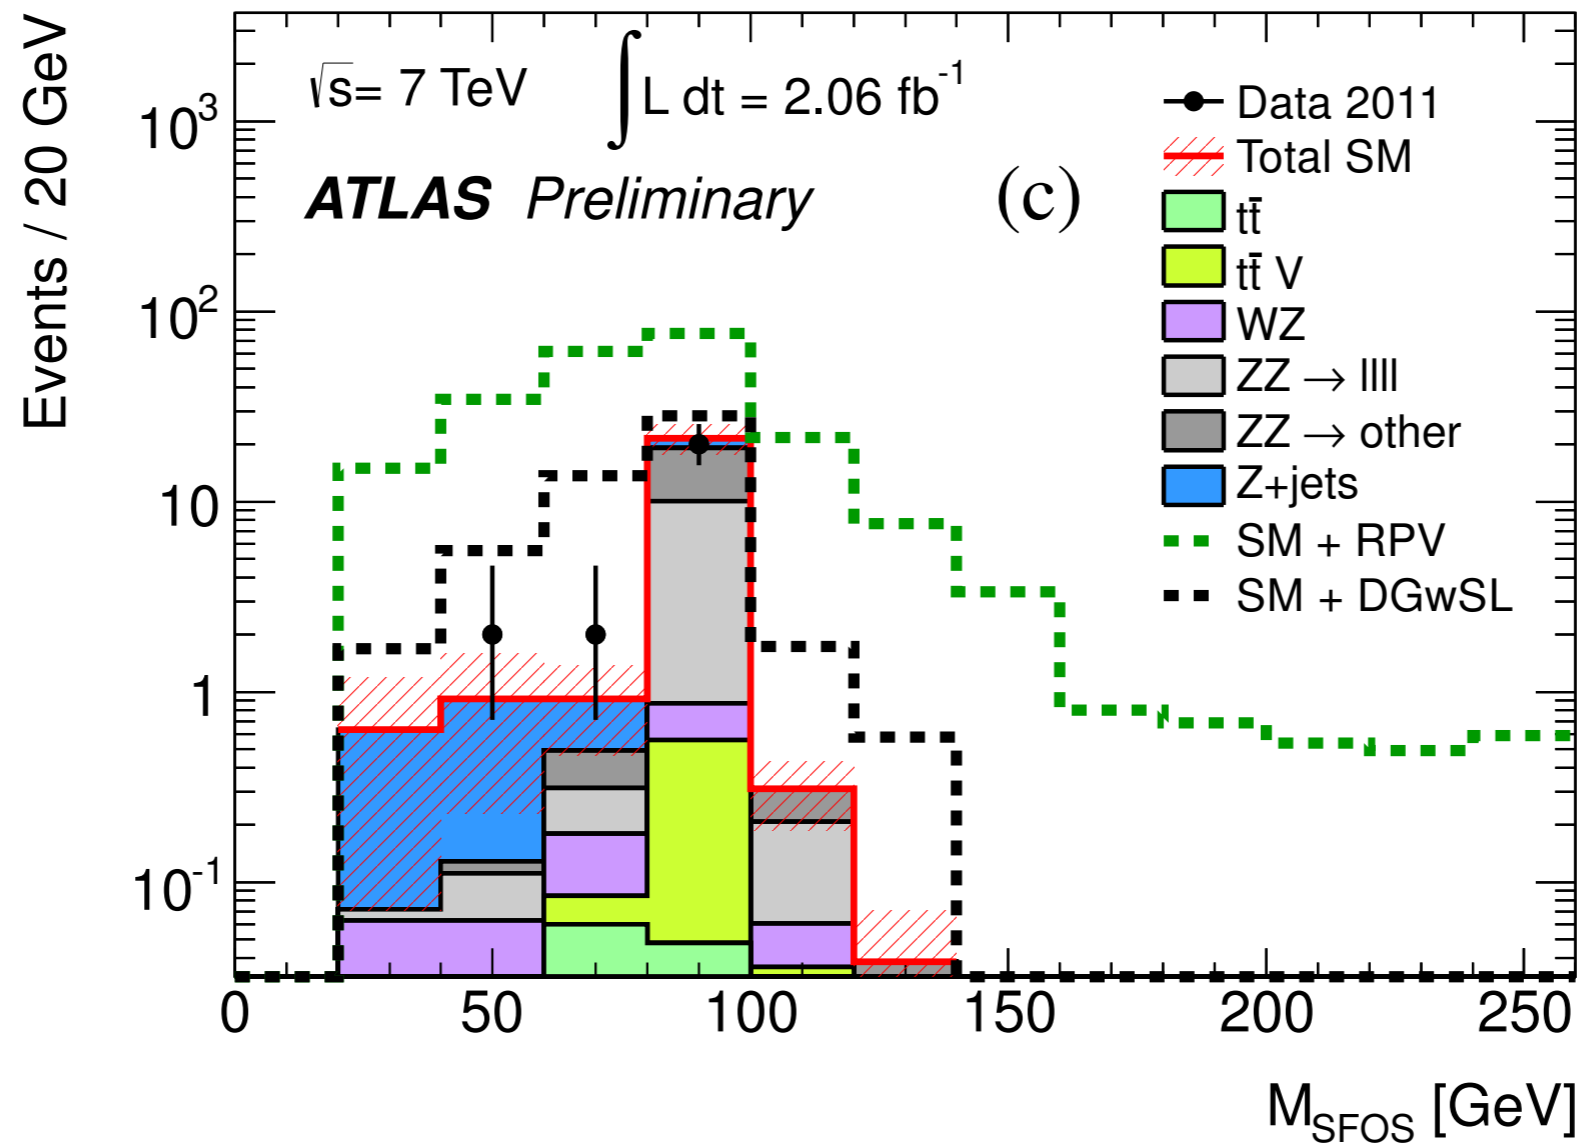 Events / 20 GeV
10³
10²
10
1
10⁻¹
√s= 7 TeV ∫L dt = 2.06 fb⁻¹
ATLAS Preliminary
(c)
Data 2011
Total SM
tt̄
tt̄ V
WZ
ZZ → llll
ZZ → other
Z+jets
SM + RPV
SM + DGwSL
0 50 100 150 200 250
M_SFOS [GeV]